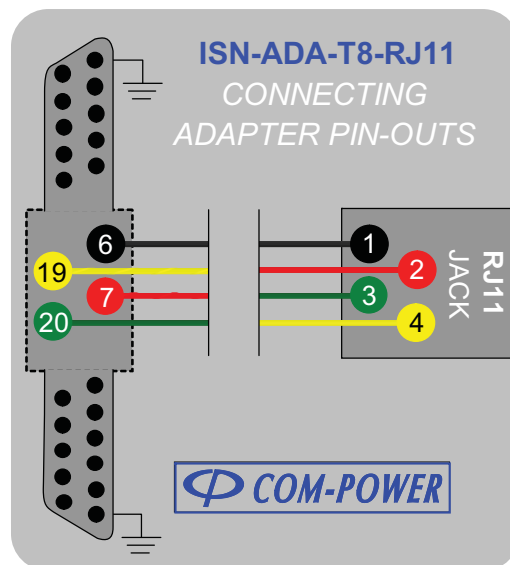 ISN-ADA-T8-RJ11
CONNECTING
ADAPTER PIN-OUTS
6
1
19
2
7
3
20
4
RJ11
JACK
COM-POWER